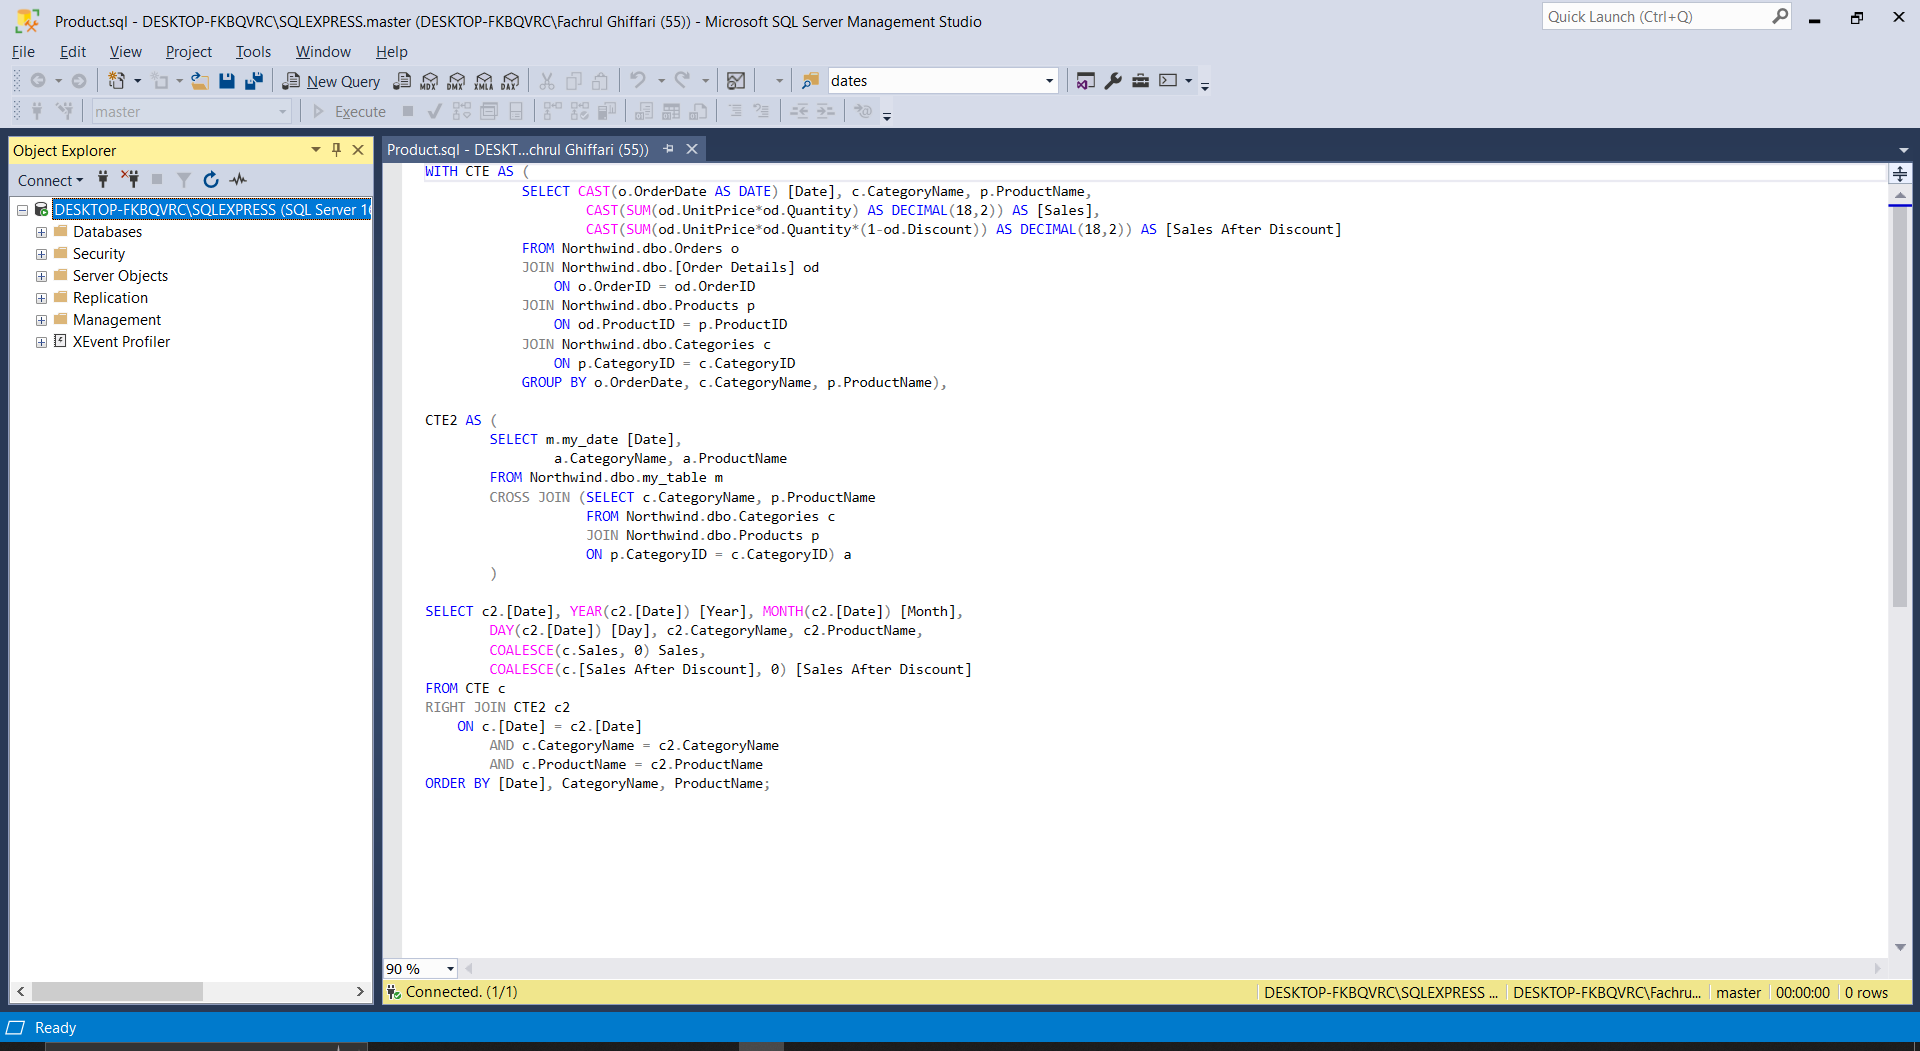 Product.sql - DESKTOP-FKBQVRC\SQLEXPRESS.master (DESKTOP-FKBQVRC\Fachrul Ghiffari (55)) - Microsoft SQL Server Management Studio
Quick Launch (Ctrl+Q)
File Edit View Project Tools Window Help
New Query MDX DMX XMLA DAX dates
master Execute
Object Explorer
Connect
DESKTOP-FKBQVRC\SQLEXPRESS (SQL Server 16
Databases
Security
Server Objects
Replication
Management
XEvent Profiler
Product.sql - DESKT...chrul Ghiffari (55))
WITH CTE AS (
SELECT CAST(o.OrderDate AS DATE) [Date], c.CategoryName, p.ProductName,
CAST(SUM(od.UnitPrice*od.Quantity) AS DECIMAL(18,2)) AS [Sales],
CAST(SUM(od.UnitPrice*od.Quantity*(1-od.Discount)) AS DECIMAL(18,2)) AS [Sales After Discount]
FROM Northwind.dbo.Orders o
JOIN Northwind.dbo.[Order Details] od
ON o.OrderID = od.OrderID
JOIN Northwind.dbo.Products p
ON od.ProductID = p.ProductID
JOIN Northwind.dbo.Categories c
ON p.CategoryID = c.CategoryID
GROUP BY o.OrderDate, c.CategoryName, p.ProductName),
CTE2 AS (
SELECT m.my_date [Date],
a.CategoryName, a.ProductName
FROM Northwind.dbo.my_table m
CROSS JOIN (SELECT c.CategoryName, p.ProductName
FROM Northwind.dbo.Categories c
JOIN Northwind.dbo.Products p
ON p.CategoryID = c.CategoryID) a
)
SELECT c2.[Date], YEAR(c2.[Date]) [Year], MONTH(c2.[Date]) [Month],
DAY(c2.[Date]) [Day], c2.CategoryName, c2.ProductName,
COALESCE(c.Sales, 0) Sales,
COALESCE(c.[Sales After Discount], 0) [Sales After Discount]
FROM CTE c
RIGHT JOIN CTE2 c2
ON c.[Date] = c2.[Date]
AND c.CategoryName = c2.CategoryName
AND c.ProductName = c2.ProductName
ORDER BY [Date], CategoryName, ProductName;
90 %
Connected. (1/1)
DESKTOP-FKBQVRC\SQLEXPRESS ... DESKTOP-FKBQVRC\Fachru... master 00:00:00 0 rows
Ready